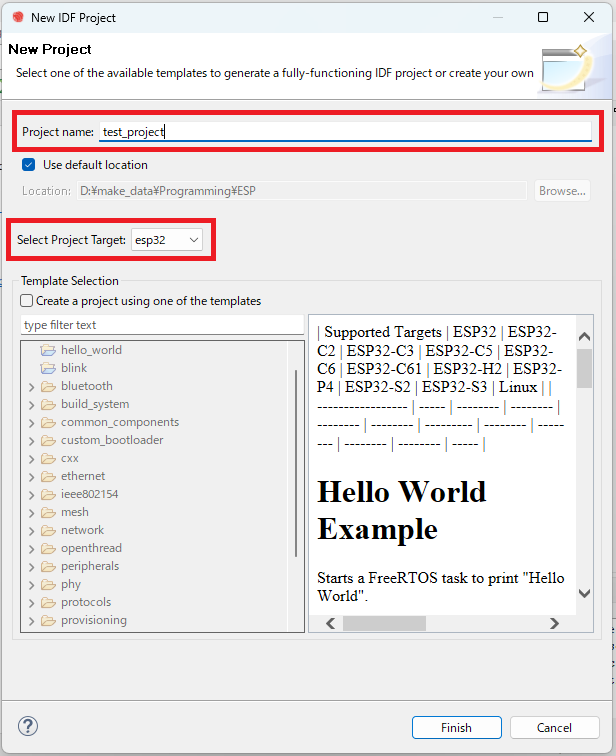 New IDF Project
New Project
Select one of the available templates to generate a fully-functioning IDF project or create your own
Project name: test_project
Use default location
Location: D:¥make_data¥Programming¥ESP Browse...
Select Project Target: esp32
Template Selection
Create a project using one of the templates
type filter text
hello_world
blink
bluetooth
build_system
common_components
custom_bootloader
cxx
ethernet
ieee802154
mesh
network
openthread
peripherals
phy
protocols
provisioning
| Supported Targets | ESP32 | ESP32-
C2 | ESP32-C3 | ESP32-C5 | ESP32-
C6 | ESP32-C61 | ESP32-H2 | ESP32-
P4 | ESP32-S2 | ESP32-S3 | Linux | |
----------------- | ----- | -------- | -------- |
-------- | -------- | --------- | -------- | -----
--- | -------- | -------- | ----- |
Hello World
Example
Starts a FreeRTOS task to print "Hello
World".
? Finish Cancel